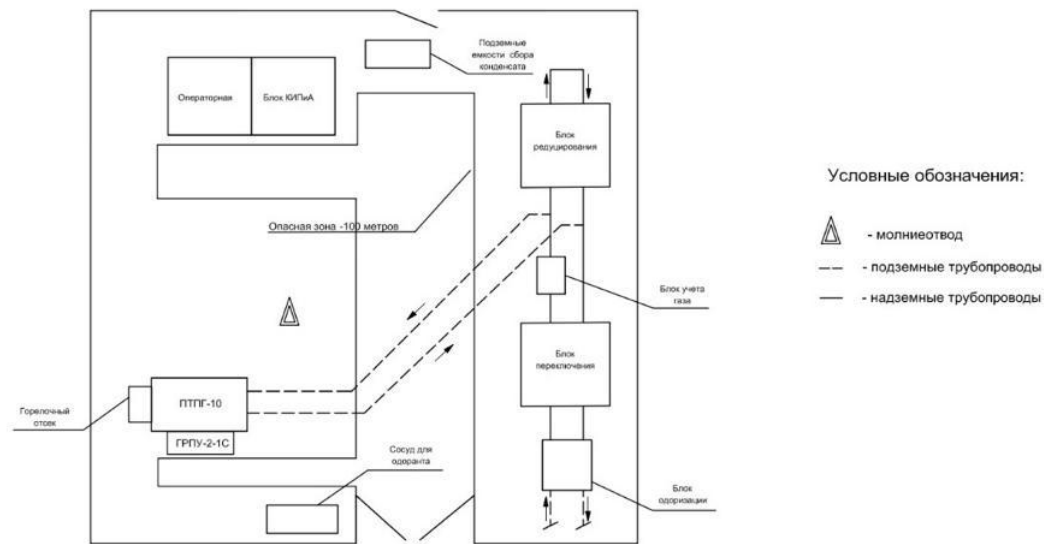 Подземные
емкости сбора
конденсата
Операторная
Блок КИПиА
Блок
редуцирования
Опасная зона -100 метров
Блок учета
газа
Блок
переключения
ПТПГ-10
Горелочный
отсек
ГРПУ-2-1С
Сосуд для
одоранта
Блок
одоризации
Условные обозначения:
- молниеотвод
- подземные трубопроводы
- надземные трубопроводы